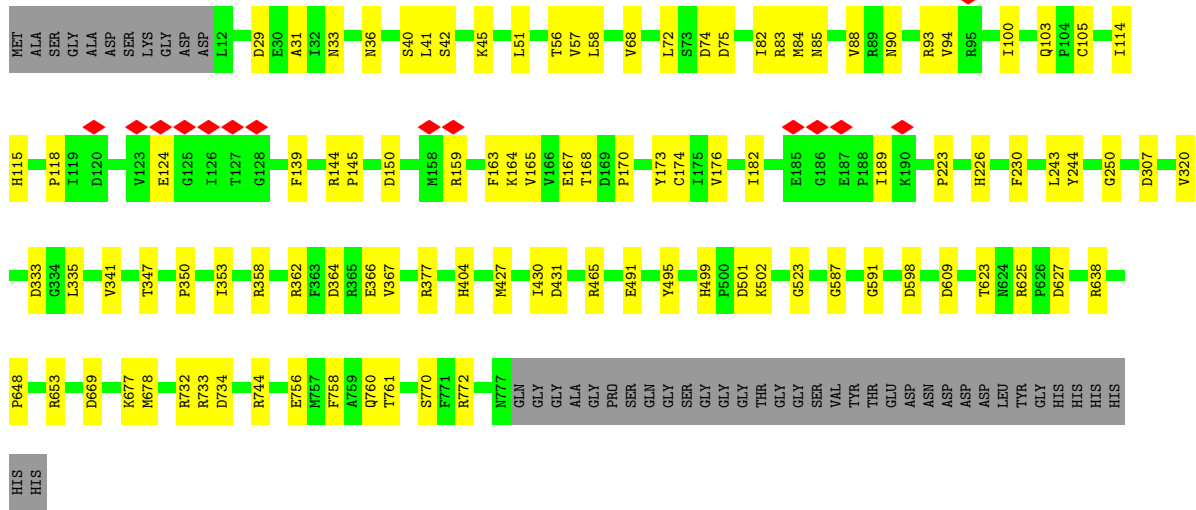 MET ALA SER GLY ALA ASP SER LYS GLY ASP ASP L12 D29 E30 A31 I32 N33 N36 S40 L41 S42 K45 L51 T56 V57 L58 V68 L72 S73 D74 D75 I82 R83 M84 N85 V88 R89 N90 R93 V94 R95 I100 Q103 P104 C105 I114
H115 P118 I119 D120 V123 E124 G125 I126 T127 G128 F139 R144 P145 D150 M158 R159 F163 K164 V165 V166 E167 T168 D169 P170 Y173 C174 I175 V176 I182 E185 G186 E187 P188 I189 K190 P223 H226 F230 L243 Y244 G250 D307 V320
D333 G334 L335 V341 T347 P350 I353 R358 R362 F363 D364 R365 E366 V367 R377 H404 M427 I430 D431 R465 E491 Y495 H499 P500 D501 K502 G523 G587 G591 D598 D609 T623 N624 R625 P626 D627 R638
P648 R653 D669 K677 M678 R732 R733 D734 R744 E756 M757 F758 A759 Q760 T761 S770 F771 R772 N777 GLN GLY GLY ALA GLY PRO SER GLN GLY SER GLY GLY GLY THR GLY GLY SER VAL TYR THR GLU ASP ASN ASP ASP ASP LEU TYR GLY HIS HIS HIS HIS
HIS HIS